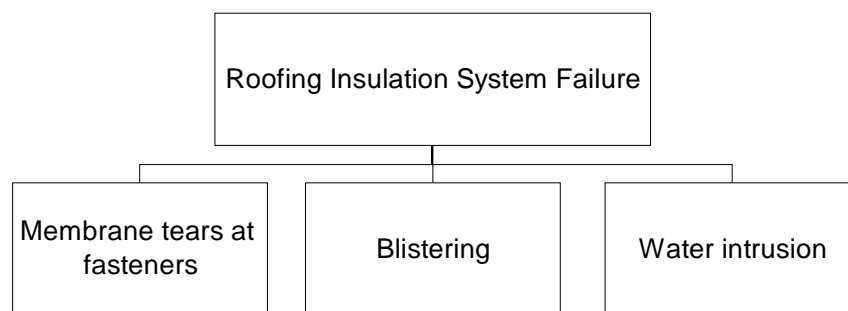 Roofing Insulation System Failure
Membrane tears at
fasteners
Blistering
Water intrusion